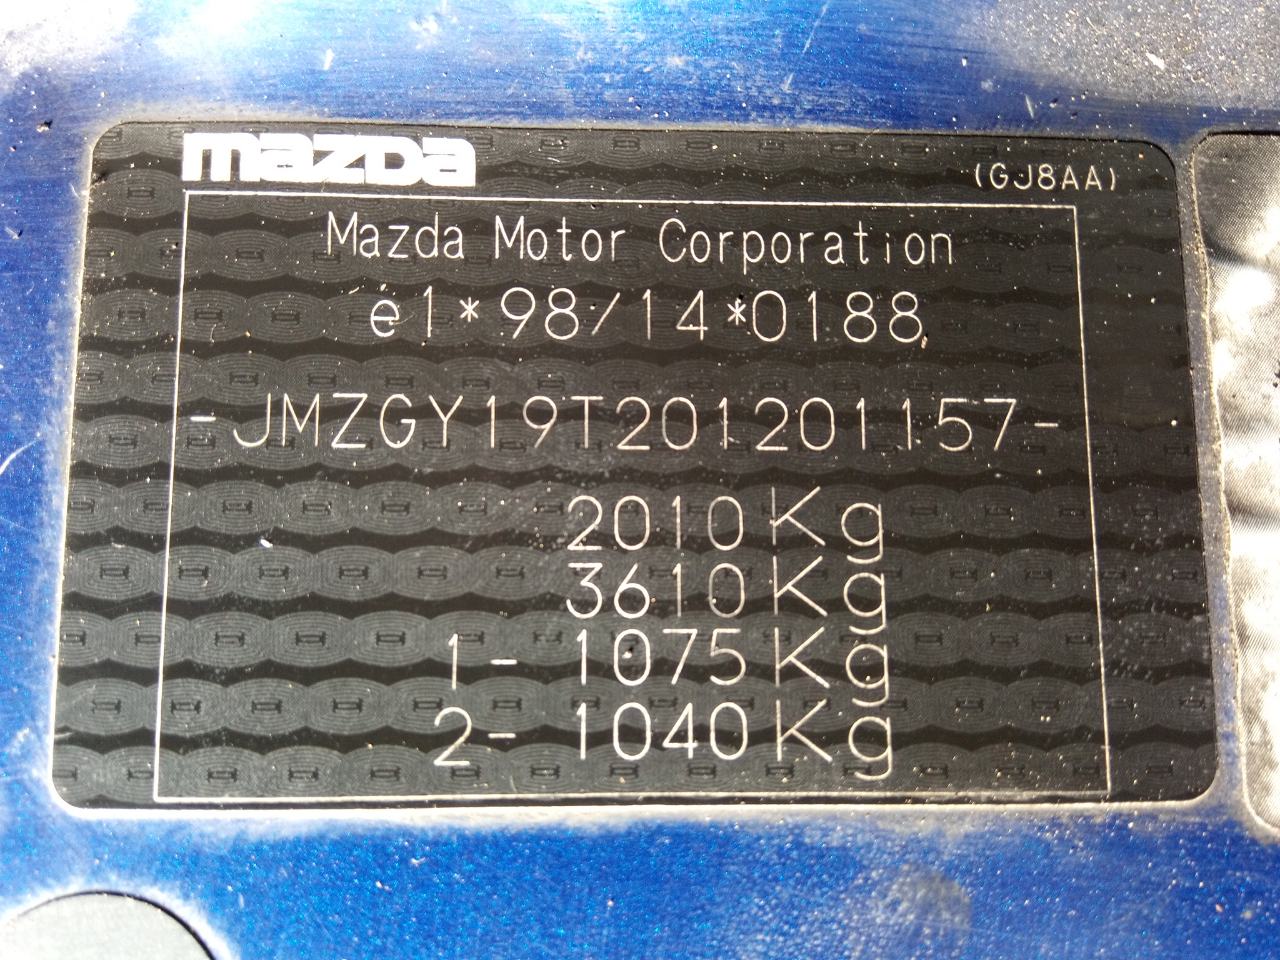 mazda
(GJ8AA)
Mazda Motor Corporation
e1*98/14*0188
-JMZGY19T201201157-
2010Kg
3610Kg
1-1075Kg
2-1040Kg